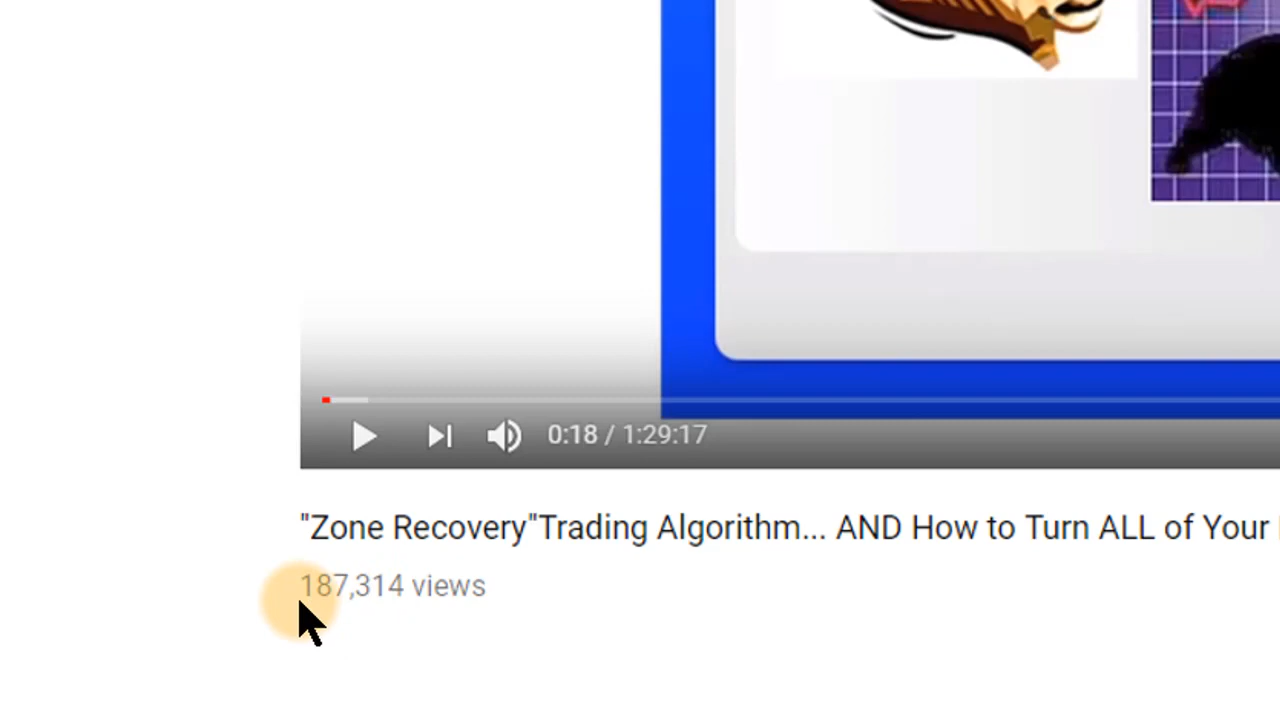 0:18 / 1:29:17
"Zone Recovery"Trading Algorithm... AND How to Turn ALL of Your
187,314 views